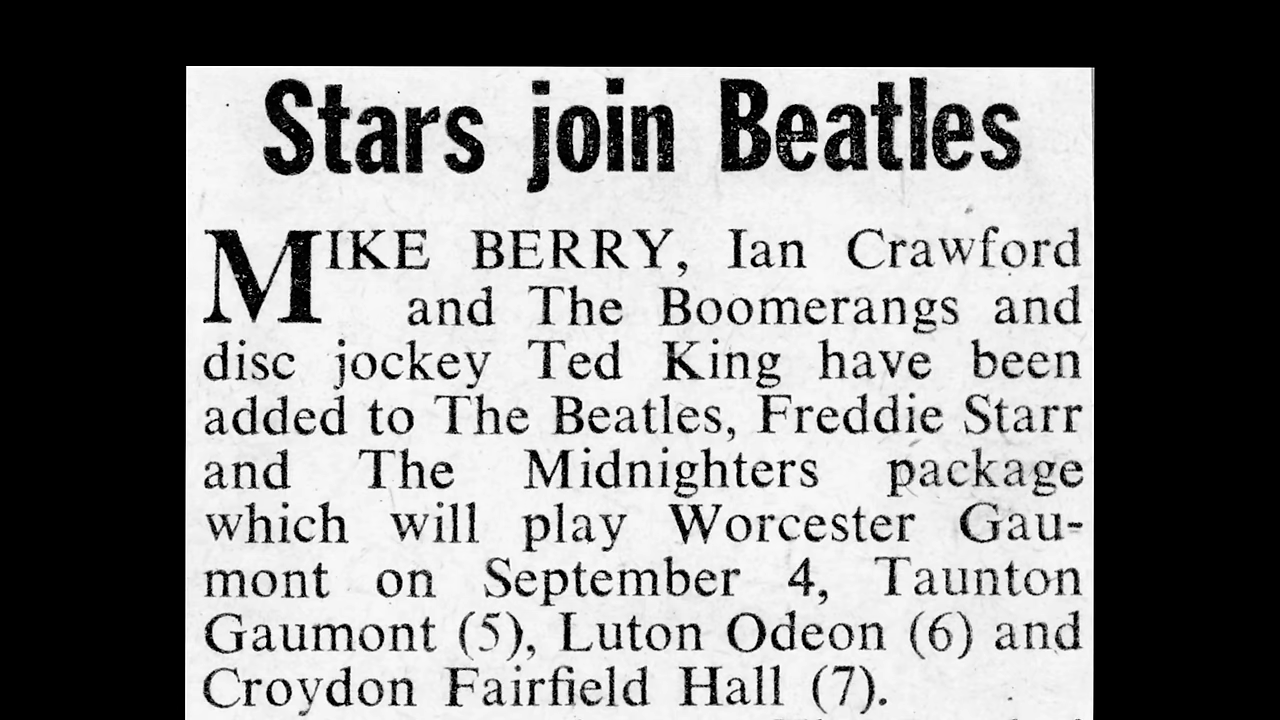 Stars join Beatles
MIKE BERRY, Ian Crawford
and The Boomerangs and
disc jockey Ted King have been
added to The Beatles, Freddie Starr
and The Midnighters package
which will play Worcester Gau-
mont on September 4, Taunton
Gaumont (5), Luton Odeon (6) and
Croydon Fairfield Hall (7).